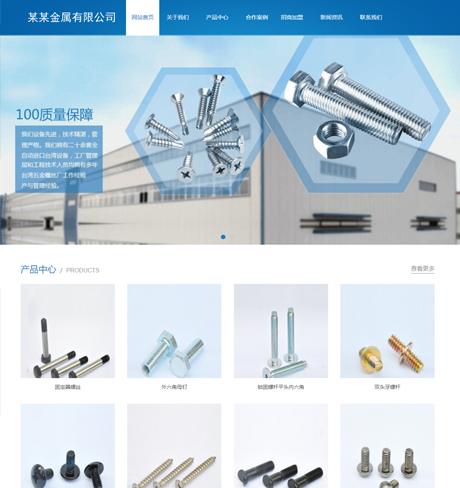 某某金属有限公司
网站首页 关于我们 产品中心 合作案例 招商加盟 新闻资讯 联系我们
100质量保障
我们设备先进，技术精湛，管
理严格。我们将有二十余套全
自动进口台湾设备，工厂管理
层和工程技术人员均拥有多年
台湾五金螺丝厂工作经验
产与管理经验。
产品中心 / PRODUCTS
查看更多
固定器螺丝
外六角母钉
锁固螺杆平头内六角
双头牙螺杆